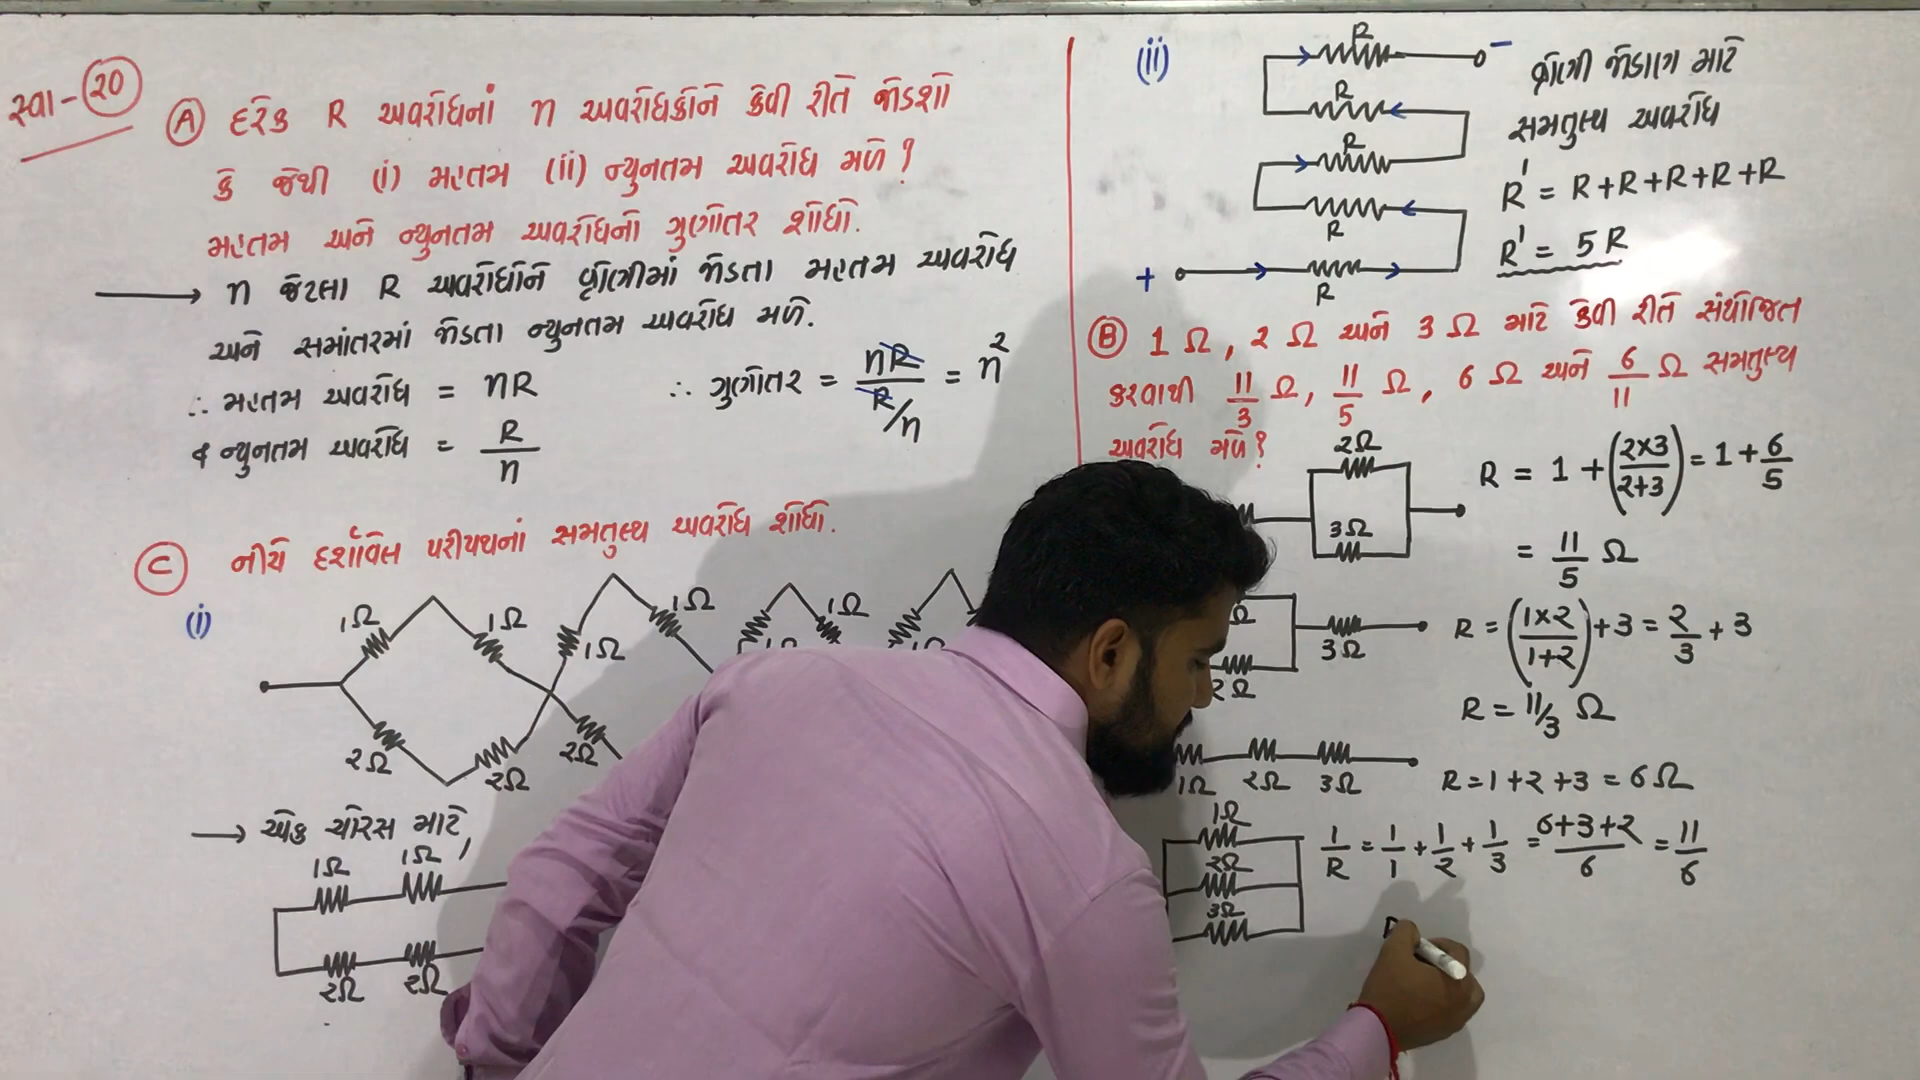 સ્વા-૨૦
Ⓐ દરેક R અવરોધનાં n અવરોધકોને કેવી રીતે જોડશો
કે જેથી (i) મહત્તમ (ii) ન્યુનતમ અવરોધ મળે?
મહત્તમ અને ન્યુનતમ અવરોધનો ગુણોતર શોધો.
→ n જેટલા R અવરોધોને શ્રેણીમાં જોડતા મહત્તમ અવરોધ
અને સમાંતરમાં જોડતા ન્યુનતમ અવરોધ મળે.
∴ મહત્તમ અવરોધ = nR
& ન્યુનતમ અવરોધ = R/n
∴ ગુણોતર = nR / R/n = n²
Ⓒ નીચે દર્શાવેલ પરીપથનાં સમતુલ્ય અવરોધ શોધો.
(i)
1Ω 1Ω 1Ω 1Ω 1Ω
2Ω 2Ω 2Ω
→ એક ચોરસ માટે,
1Ω 1Ω
2Ω 2Ω
(ii)
R
R
R
R
R
+ −
શ્રેણી જોડાણ માટે
સમતુલ્ય અવરોધ
R' = R+R+R+R+R
R' = 5R
Ⓑ 1Ω, 2Ω અને 3Ω માટે કેવી રીતે સંયોજિત
કરવાથી 11/3 Ω, 11/5 Ω, 6Ω અને 6/11 Ω સમતુલ્ય
અવરોધ મળે?
2Ω
3Ω
R = 1 + (2×3/2+3) = 1 + 6/5
= 11/5 Ω
Ω
2Ω
3Ω
R = (1×2/1+2) + 3 = 2/3 + 3
R = 11/3 Ω
1Ω 2Ω 3Ω
R = 1+2+3 = 6Ω
1Ω
2Ω
3Ω
1/R = 1/1 + 1/2 + 1/3 = 6+3+2/6 = 11/6